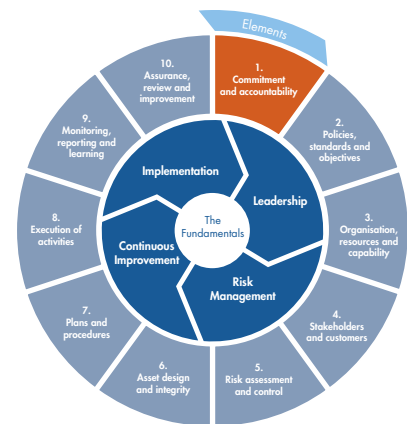 Elements
1.
Commitment
and accountability
2.
Policies,
standards and
objectives
3.
Organisation,
resources and
capability
4.
Stakeholders
and customers
5.
Risk assessment
and control
6.
Asset design
and integrity
7.
Plans and
procedures
8.
Execution of
activities
9.
Monitoring,
reporting and
learning
10.
Assurance,
review and
improvement
Implementation
Leadership
The
Fundamentals
Continuous
Improvement
Risk
Management